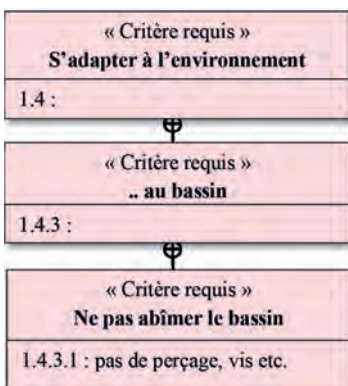 « Critère requis »
S’adapter à l’environnement
1.4 :
« Critère requis »
.. au bassin
1.4.3 :
« Critère requis »
Ne pas abîmer le bassin
1.4.3.1 : pas de perçage, vis etc.